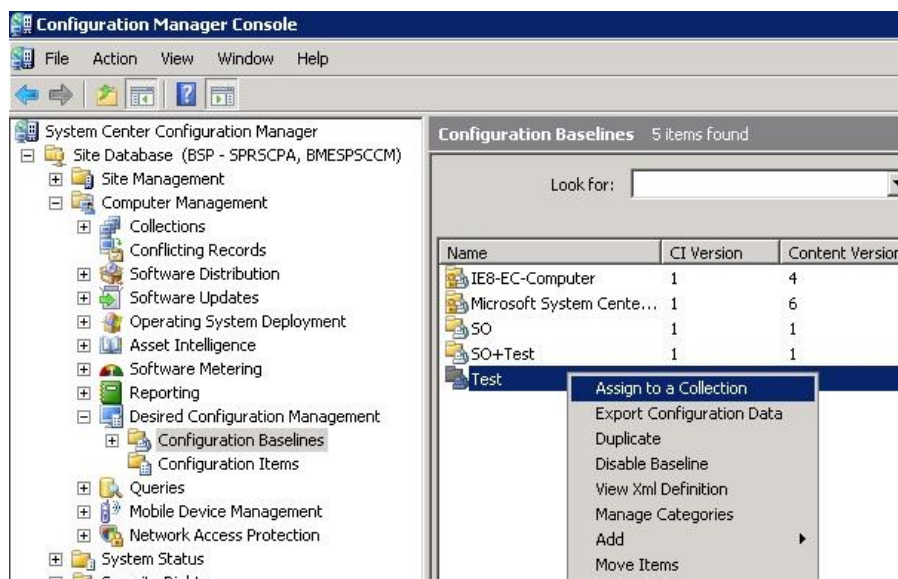 Configuration Manager Console
File Action View Window Help
System Center Configuration Manager
Site Database (BSP - SPRSCPA, BMESPSCCM)
Site Management
Computer Management
Collections
Conflicting Records
Software Distribution
Software Updates
Operating System Deployment
Asset Intelligence
Software Metering
Reporting
Desired Configuration Management
Configuration Baselines
Configuration Items
Queries
Mobile Device Management
Network Access Protection
System Status
Configuration Baselines 5 items found
Look for:
Name CI Version Content Version
IE8-EC-Computer 1 4
Microsoft System Cente... 1 6
SO 1 1
SO+Test 1 1
Test
Assign to a Collection
Export Configuration Data
Duplicate
Disable Baseline
View Xml Definition
Manage Categories
Add
Move Items